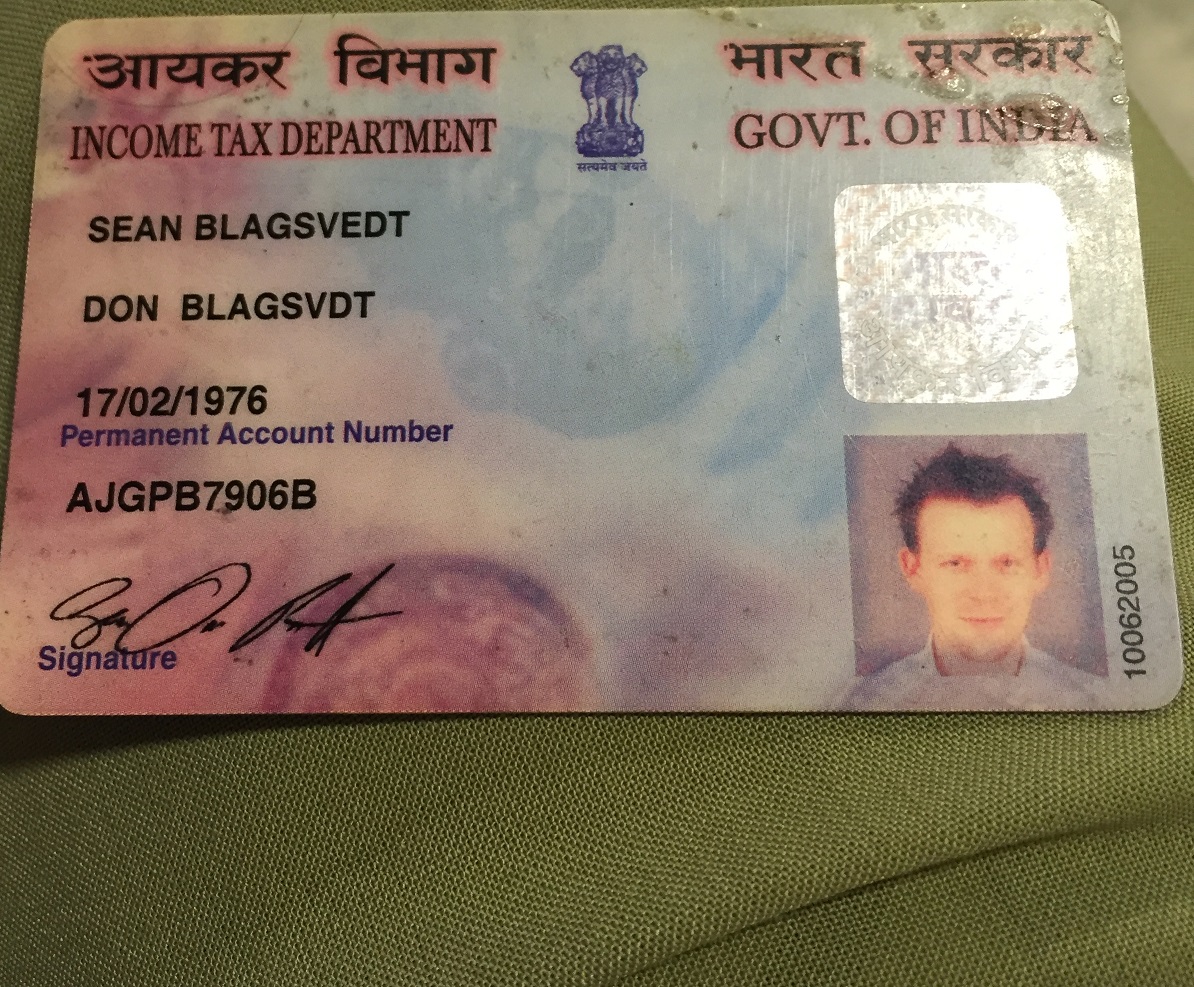 आयकर विभाग
भारत सरकार
INCOME TAX DEPARTMENT
GOVT. OF INDIA
सत्यमेव जयते
SEAN BLAGSVEDT
DON BLAGSVDT
17/02/1976
Permanent Account Number
AJGPB7906B
Signature
10062005